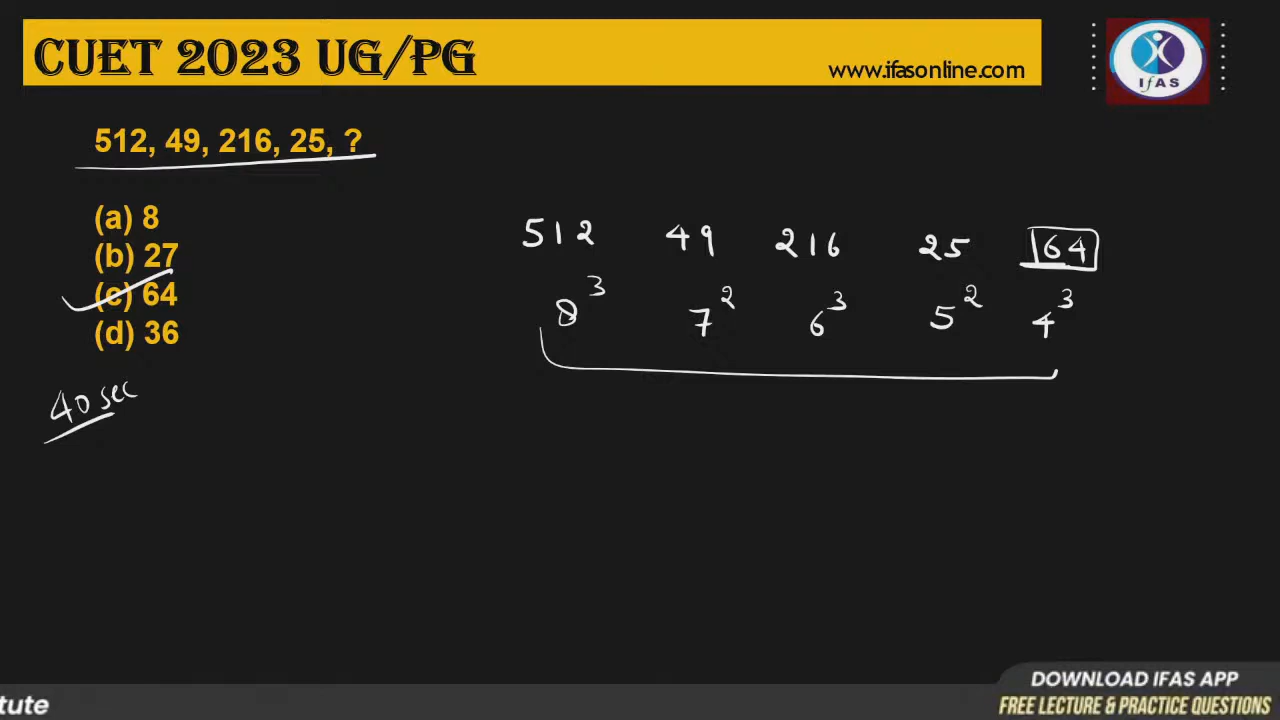 CUET 2023 UG/PG
www.ifasonline.com
IfAS
512, 49, 216, 25, ?
(a) 8
(b) 27
(c) 64
(d) 36
40 sec
512 49 216 25 64
8³ 7² 6³ 5² 4³
DOWNLOAD IFAS APP
FREE LECTURE & PRACTICE QUESTIONS
tute